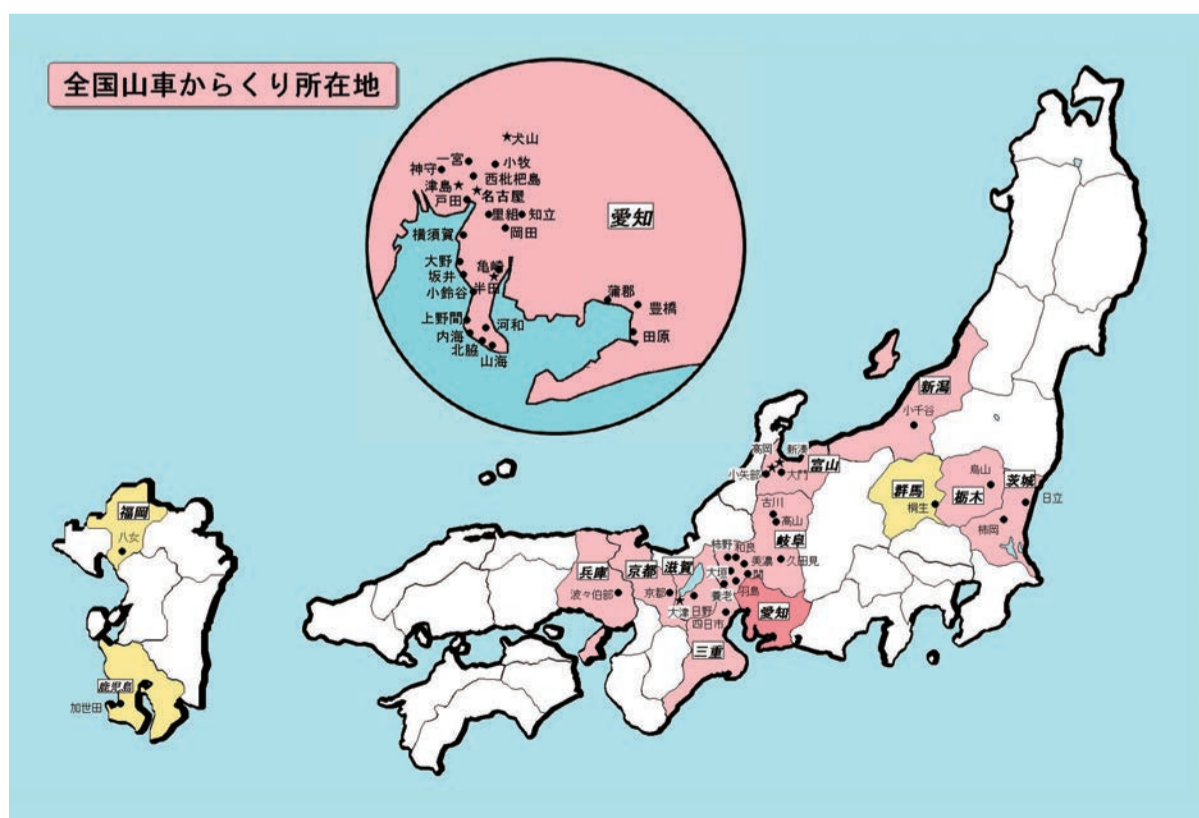 全国山車からくり所在地
犬山
一宮
小牧
神守
西枇杷島
津島
名古屋
戸田
里組
知立
愛知
岡田
横須賀
大野
亀崎
坂井
半田
小鈴谷
蒲郡
豊橋
上野間
河和
内海
田原
北脇
山海
新潟
小千谷
高岡
新湊
富山
小矢部
大門
群馬
烏山
茨城
栃木
日立
桐生
柿岡
古川
高山
岐阜
柿野
和良
美濃
久田見
大垣
関
養老
羽島
兵庫
京都
滋賀
波々伯部
京都
大津
日野
四日市
愛知
三重
福岡
八女
鹿児島
加世田